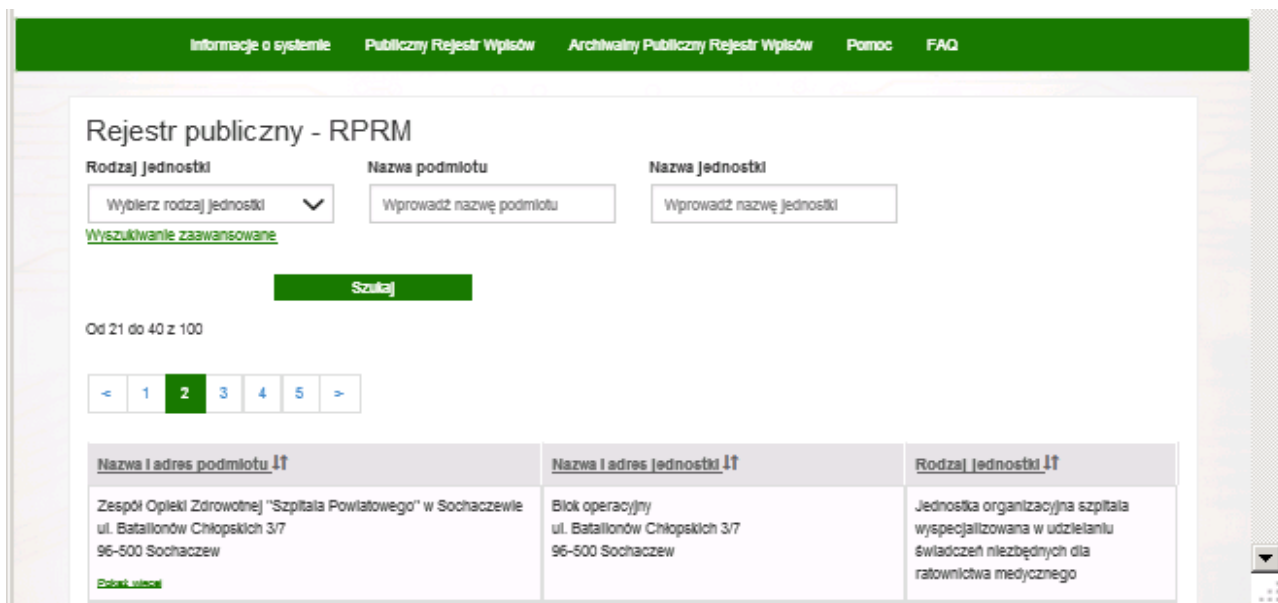 Informacje o systemie Publiczny Rejestr Wpisów Archiwalny Publiczny Rejestr Wpisów Pomoc FAQ
Rejestr publiczny - RPRM
Rodzaj jednostki Nazwa podmiotu Nazwa jednostki
Wybierz rodzaj jednostki Wprowadź nazwę podmiotu Wprowadź nazwę jednostki
Wyszukiwanie zaawansowane
Szukaj
Od 21 do 40 z 100
< 1 2 3 4 5 >
Nazwa i adres podmiotu Nazwa i adres jednostki Rodzaj jednostki
Zespół Opieki Zdrowotnej "Szpitala Powiatowego" w Sochaczewie
ul. Batalionów Chłopskich 3/7
96-500 Sochaczew
Pokaż więcej
Blok operacyjny
ul. Batalionów Chłopskich 3/7
96-500 Sochaczew
Jednostka organizacyjna szpitala
wyspecjalizowana w udzielaniu
świadczeń niezbędnych dla
ratownictwa medycznego